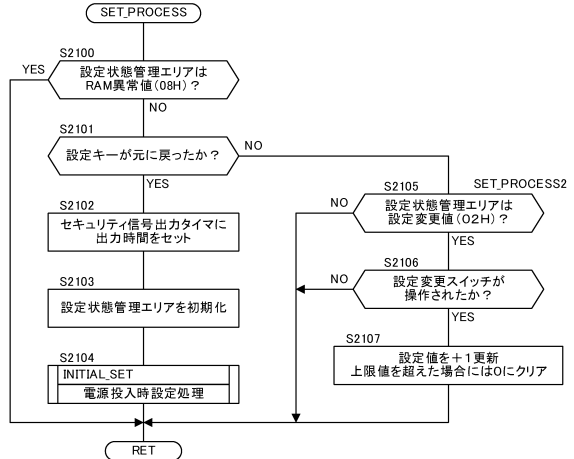 SET_PROCESS
S2100
YES
設定状態管理エリアは
RAM異常値(08H)？
NO
S2101
設定キーが元に戻ったか？
NO
YES
S2102
セキュリティ信号出力タイマに
出力時間をセット
S2103
設定状態管理エリアを初期化
S2104
INITIAL_SET
電源投入時設定処理
RET
S2105
SET_PROCESS2
NO
設定状態管理エリアは
設定変更値(02H)？
YES
S2106
NO
設定変更スイッチが
操作されたか？
YES
S2107
設定値を＋1更新
上限値を超えた場合には0にクリア